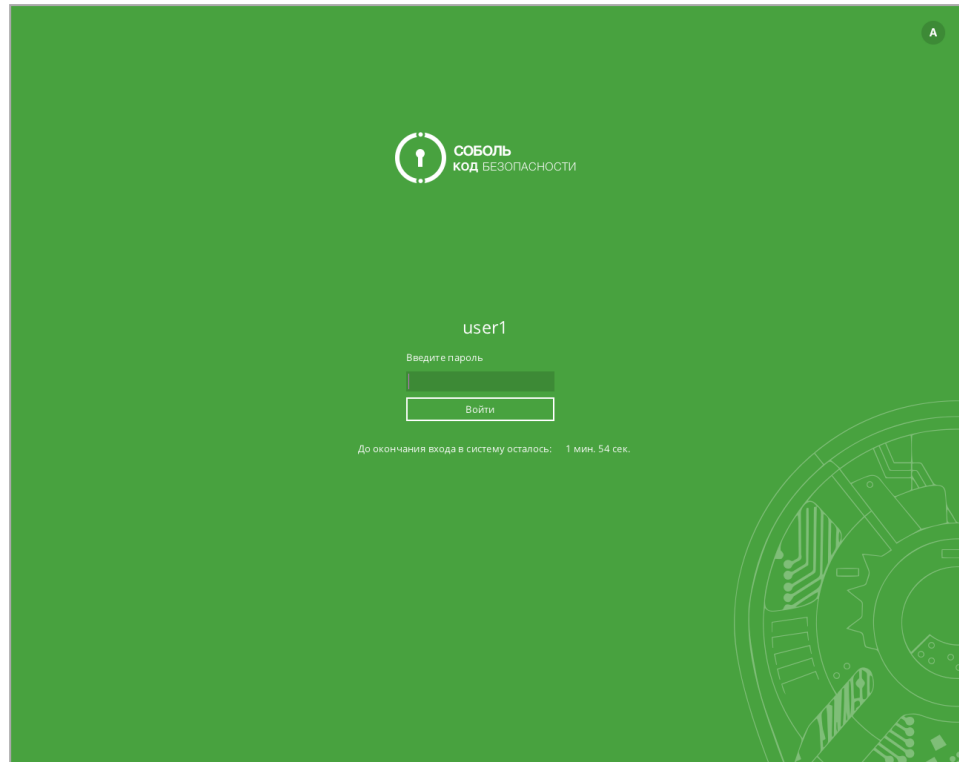 A
СОБОЛЬ
КОД БЕЗОПАСНОСТИ
user1
Введите пароль
Войти
До окончания входа в систему осталось: 1 мин. 54 сек.